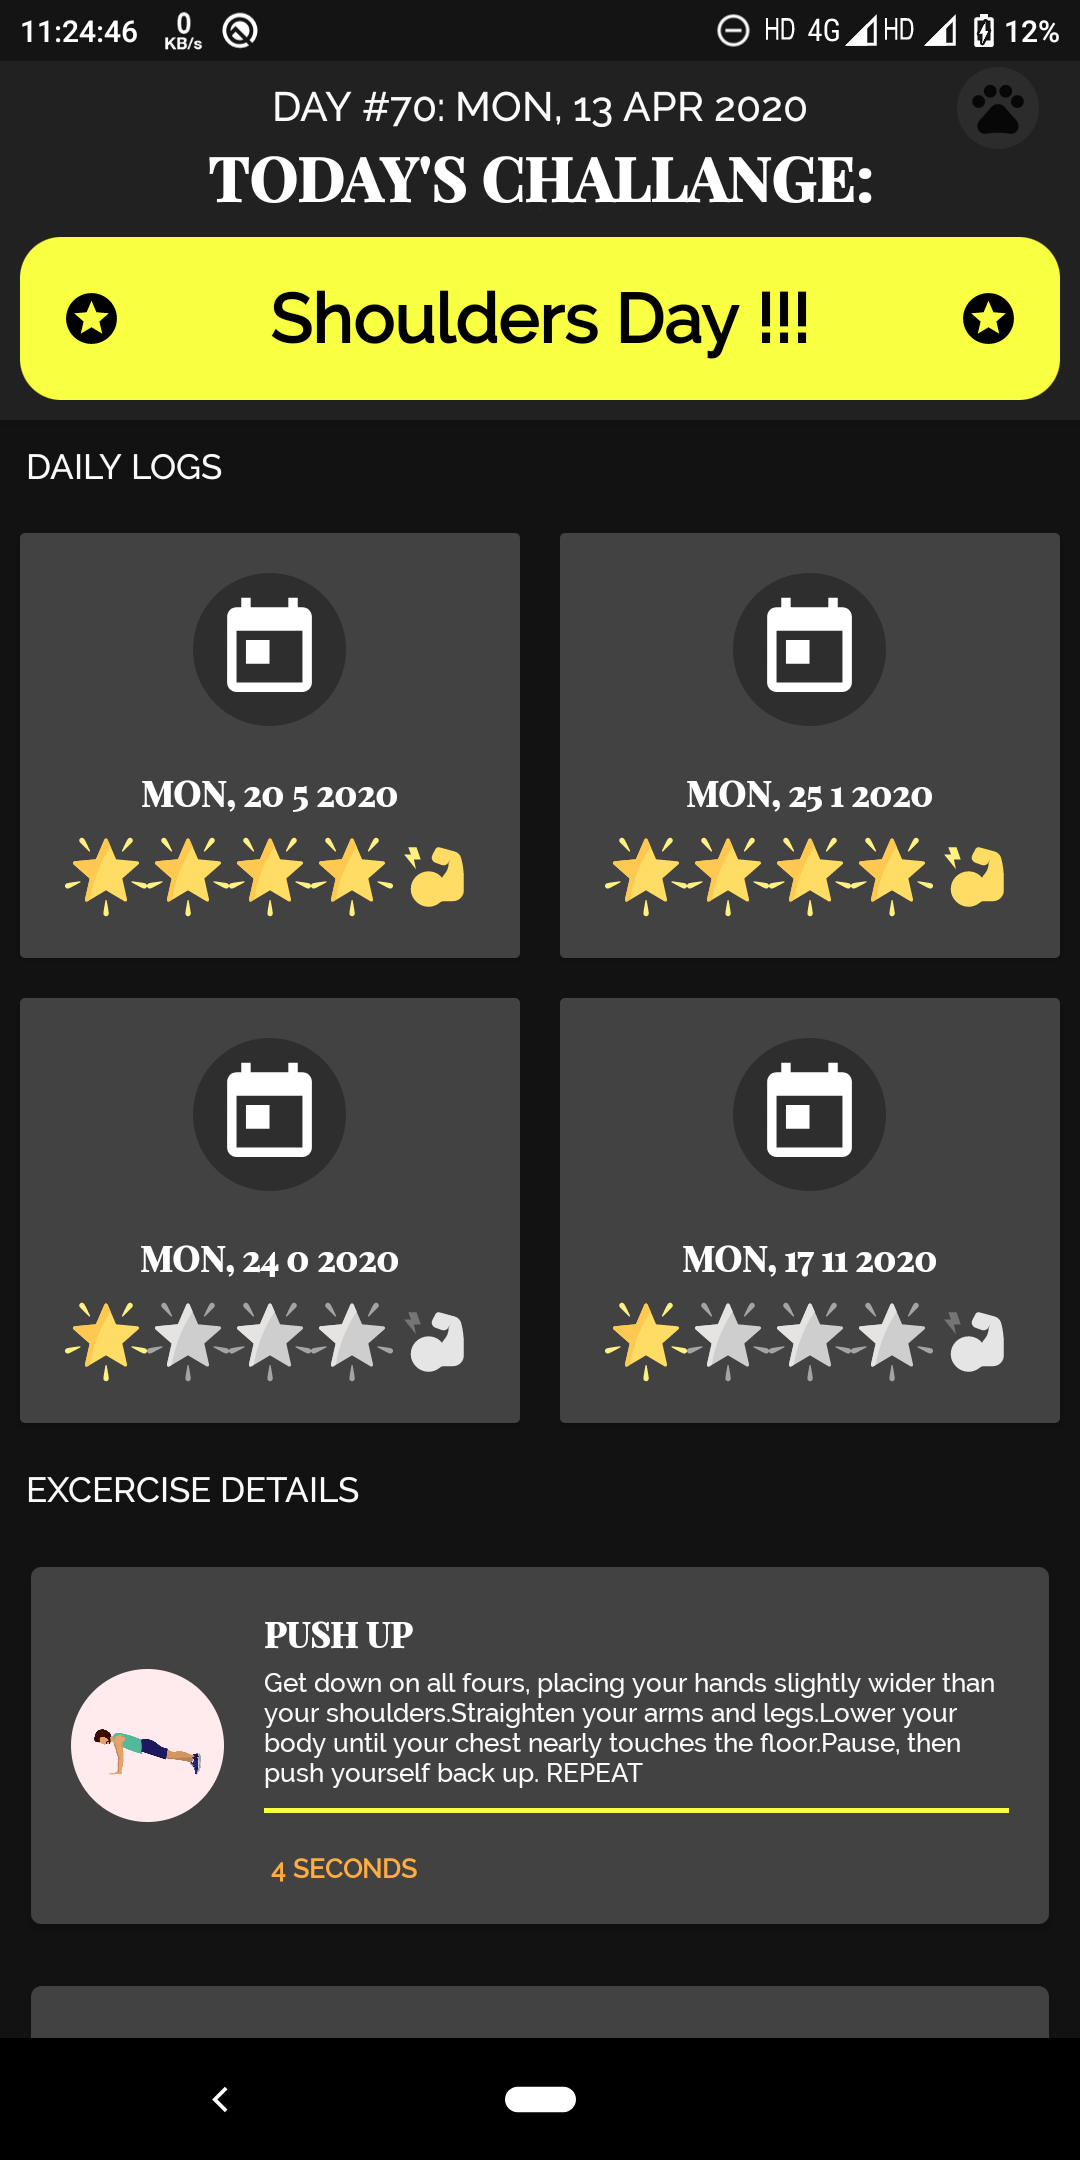 11:24:46 0 KB/s HD 4G HD 12%
DAY #70: MON, 13 APR 2020
TODAY'S CHALLANGE:
Shoulders Day !!!
DAILY LOGS
MON, 20 5 2020
MON, 25 1 2020
MON, 24 0 2020
MON, 17 11 2020
EXCERCISE DETAILS
PUSH UP
Get down on all fours, placing your hands slightly wider than
your shoulders.Straighten your arms and legs.Lower your
body until your chest nearly touches the floor.Pause, then
push yourself back up. REPEAT
4 SECONDS